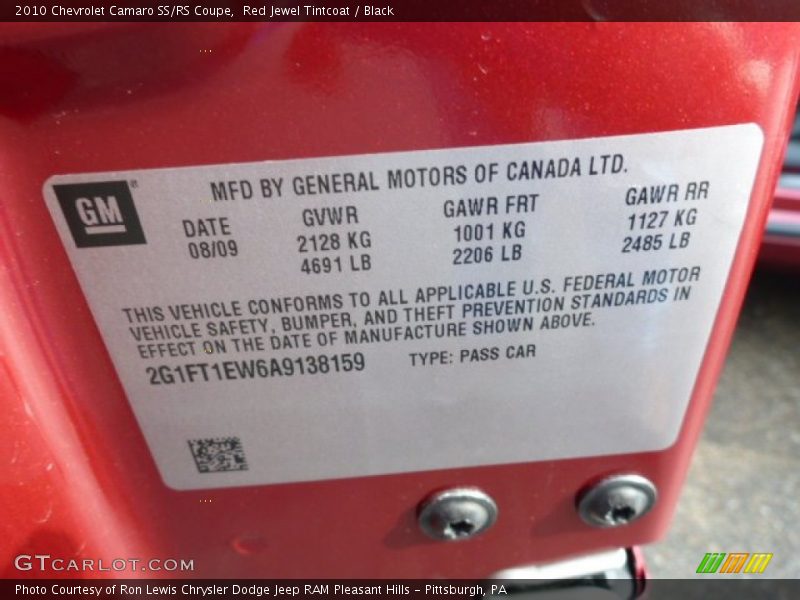 2010 Chevrolet Camaro SS/RS Coupe, Red Jewel Tintcoat / Black
GM
®
MFD BY GENERAL MOTORS OF CANADA LTD.
DATE GVWR GAWR FRT GAWR RR
08/09 2128 KG 1001 KG 1127 KG
4691 LB 2206 LB 2485 LB
THIS VEHICLE CONFORMS TO ALL APPLICABLE U.S. FEDERAL MOTOR
VEHICLE SAFETY, BUMPER, AND THEFT PREVENTION STANDARDS IN
EFFECT ON THE DATE OF MANUFACTURE SHOWN ABOVE.
2G1FT1EW6A9138159 TYPE: PASS CAR
GTCARLOT.COM
Photo Courtesy of Ron Lewis Chrysler Dodge Jeep RAM Pleasant Hills - Pittsburgh, PA